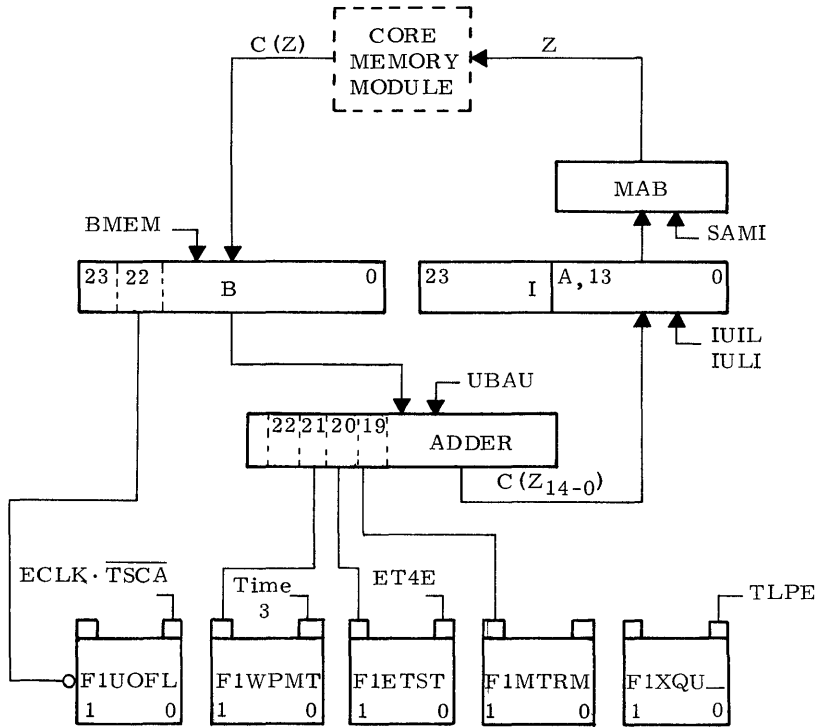 CORE
MEMORY
MODULE
C(Z)
Z
MAB
SAMI
BMEM
23 22 B 0
23 I A,13 0
IUIL
IULI
UBAU
22 21 20 19 ADDER
C(Z14-0)
ECLK · TSCA
Time
3
ET4E
TLPE
F1UOFL
1 0
F1WPMT
1 0
F1ETST
1 0
F1MTRM
1 0
F1XQU_
1 0